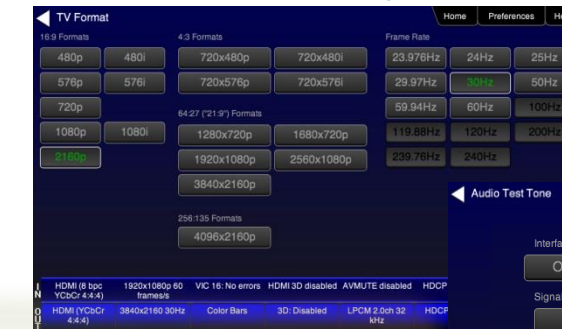 TV Format
Home Preferences
16:9 Formats
4:3 Formats
Frame Rate
480p 480i 720x480p 720x480i 23.976Hz 24Hz 25Hz
576p 576i 720x576p 720x576i 29.97Hz 30Hz 50Hz
720p 59.94Hz 60Hz 100Hz
64:27 ("21:9") Formats
1080p 1080i 1280x720p 1680x720p 119.88Hz 120Hz 200Hz
2160p 1920x1080p 2560x1080p 239.76Hz 240Hz
3840x2160p
Audio Test Tone
256:135 Formats
4096x2160p
IN HDMI (8 bpc YCbCr 4:4:4) 1920x1080p 60 frames/s VIC 16: No errors HDMI 3D disabled AVMUTE disabled HDCP
OUT HDMI (YCbCr 4:4:4) 3840x2160 30Hz Color Bars 3D: Disabled LPCM 2.0ch 32 kHz HDCP
Signal